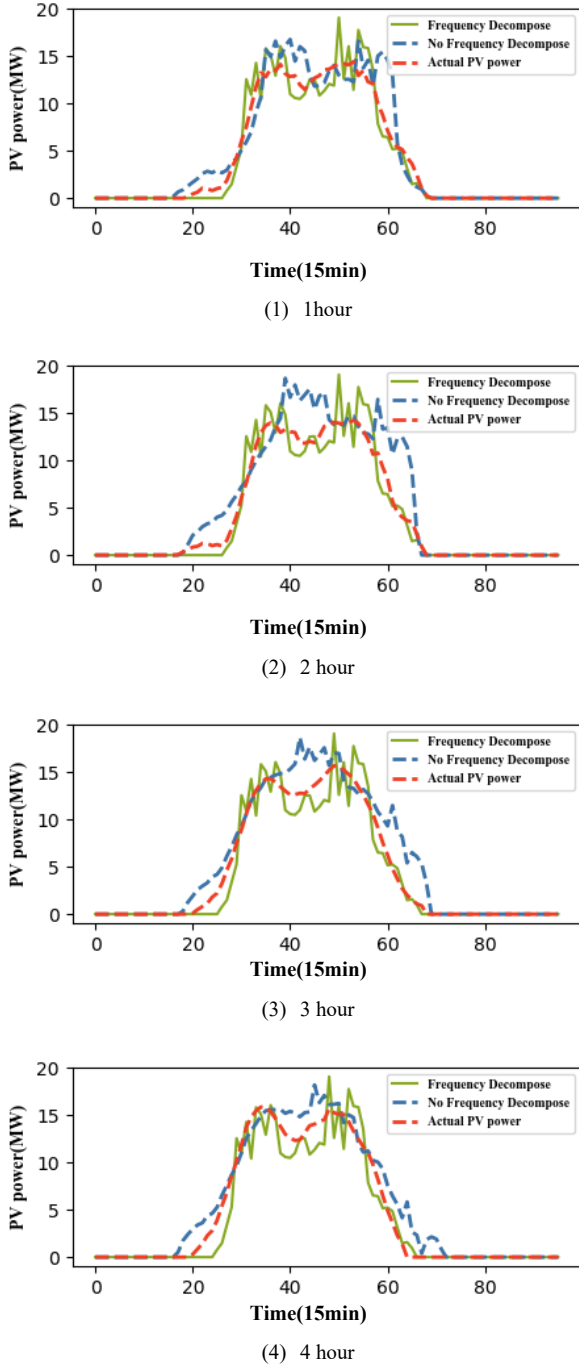 20
15
10
5
0
PV power(MW)
Frequency Decompose
No Frequency Decompose
Actual PV power
0 20 40 60 80
Time(15min)
(1) 1hour
20
15
10
5
0
PV power(MW)
Frequency Decompose
No Frequency Decompose
Actual PV power
0 20 40 60 80
Time(15min)
(2) 2 hour
20
15
10
5
0
PV power(MW)
Frequency Decompose
No Frequency Decompose
Actual PV power
0 20 40 60 80
Time(15min)
(3) 3 hour
20
15
10
5
0
PV power(MW)
Frequency Decompose
No Frequency Decompose
Actual PV power
0 20 40 60 80
Time(15min)
(4) 4 hour